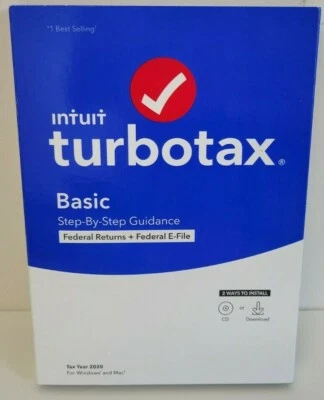 "#1 Best Selling"
intuit
turbotax®
Basic
Step-By-Step Guidance
Federal Returns + Federal E-File
2 WAYS TO INSTALL
CD
or
Download
Tax Year 2020
For Windows® and Mac®